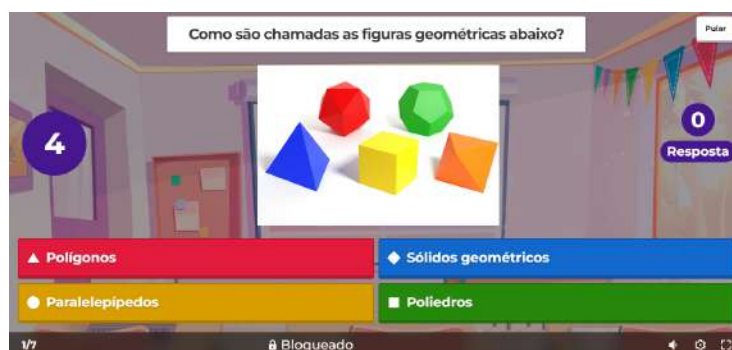 Como são chamadas as figuras geométricas abaixo?
Pular
4
0
Resposta
Polígonos
Sólidos geométricos
Paralelepípedos
Poliedros
1/7
Bloqueado